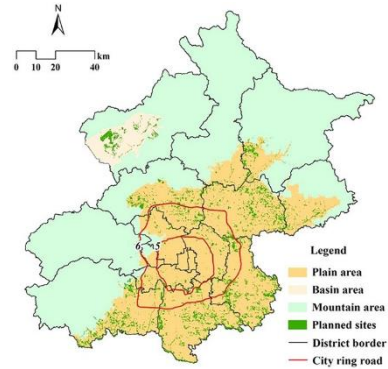 N
0 10 20 40 km
6 5
Legend
Plain area
Basin area
Mountain area
Planned sites
District border
City ring road